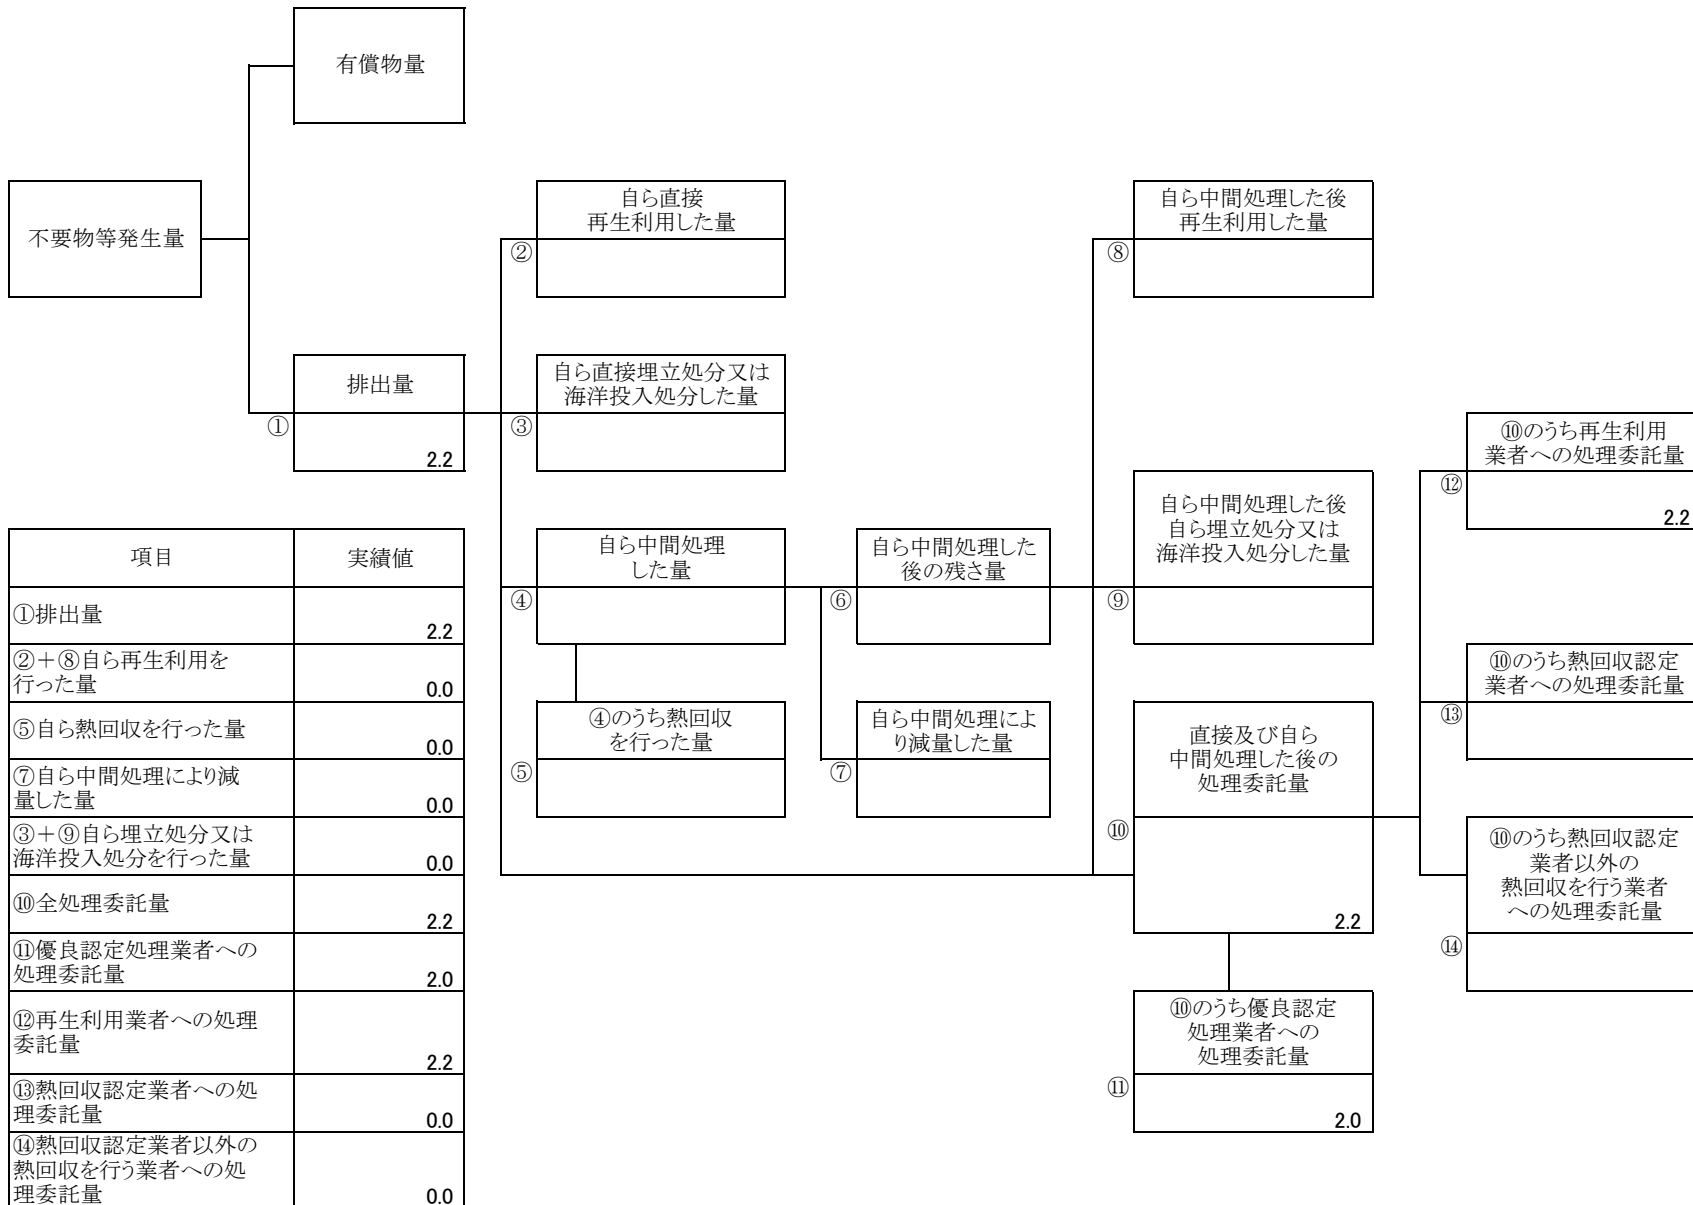 有償物量
不要物等発生量
自ら直接
再生利用した量
②
自ら中間処理した後
再生利用した量
⑧
排出量
①
2.2
自ら直接埋立処分又は
海洋投入処分した量
③
⑩のうち再生利用
業者への処理委託量
⑫
2.2
自ら中間処理
した量
④
自ら中間処理した
後の残さ量
⑥
自ら中間処理した後
自ら埋立処分又は
海洋投入処分した量
⑨
⑩のうち熱回収認定
業者への処理委託量
⑬
④のうち熱回収
を行った量
⑤
自ら中間処理によ
り減量した量
⑦
直接及び自ら
中間処理した後の
処理委託量
⑩
2.2
⑩のうち熱回収認定
業者以外の
熱回収を行う業者
への処理委託量
⑭
⑩のうち優良認定
処理業者への
処理委託量
⑪
2.0
項目 実績値
①排出量
2.2
②＋⑧自ら再生利用を
行った量
0.0
⑤自ら熱回収を行った量
0.0
⑦自ら中間処理により減
量した量
0.0
③＋⑨自ら埋立処分又は
海洋投入処分を行った量
0.0
⑩全処理委託量
2.2
⑪優良認定処理業者への
処理委託量
2.0
⑫再生利用業者への処理
委託量
2.2
⑬熱回収認定業者への処
理委託量
0.0
⑭熱回収認定業者以外の
熱回収を行う業者への処
理委託量
0.0